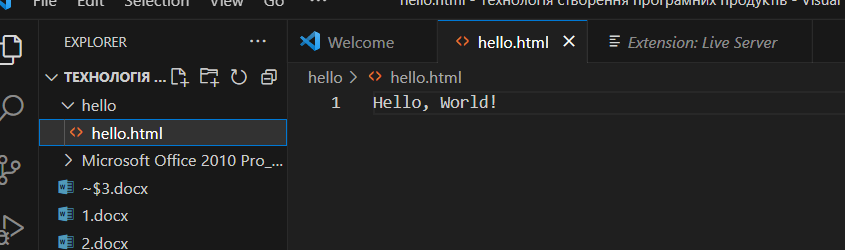 File Edit Selection View Go hello.html - Технологія створення програмних продуктів - Visual
EXPLORER ···
Welcome
hello.html
Extension: Live Server
ТЕХНОЛОГІЯ ...
hello > hello.html
hello
1 Hello, World!
hello.html
Microsoft Office 2010 Pro_...
~$3.docx
1.docx
2.docx